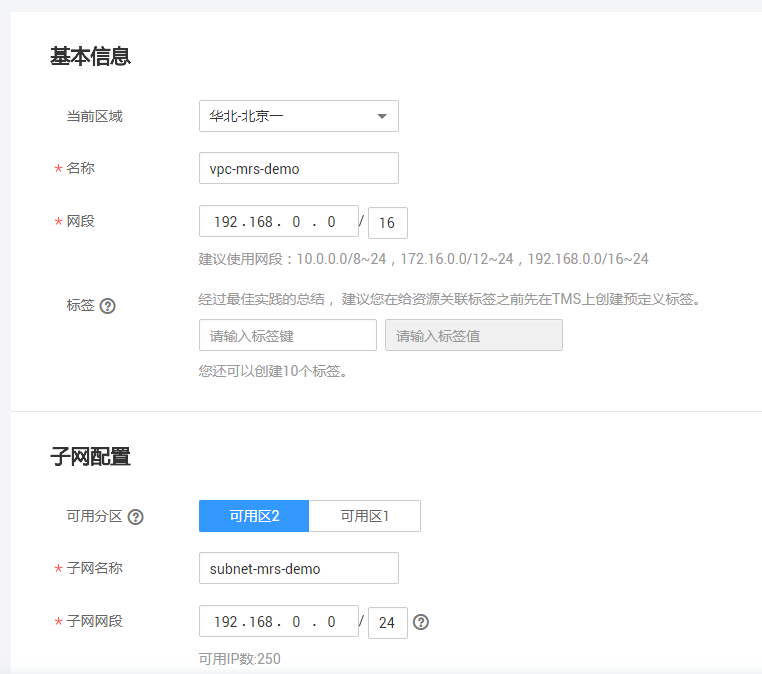 基本信息
当前区域 华北-北京一
* 名称 vpc-mrs-demo
* 网段 192 . 168 . 0 . 0 / 16
建议使用网段：10.0.0.0/8~24，172.16.0.0/12~24，192.168.0.0/16~24
标签 ? 经过最佳实践的总结，建议您在给资源关联标签之前先在TMS上创建预定义标签。
请输入标签键 请输入标签值
您还可以创建10个标签。
子网配置
可用分区 ? 可用区2 可用区1
* 子网名称 subnet-mrs-demo
* 子网网段 192 . 168 . 0 . 0 / 24 ?
可用IP数:250